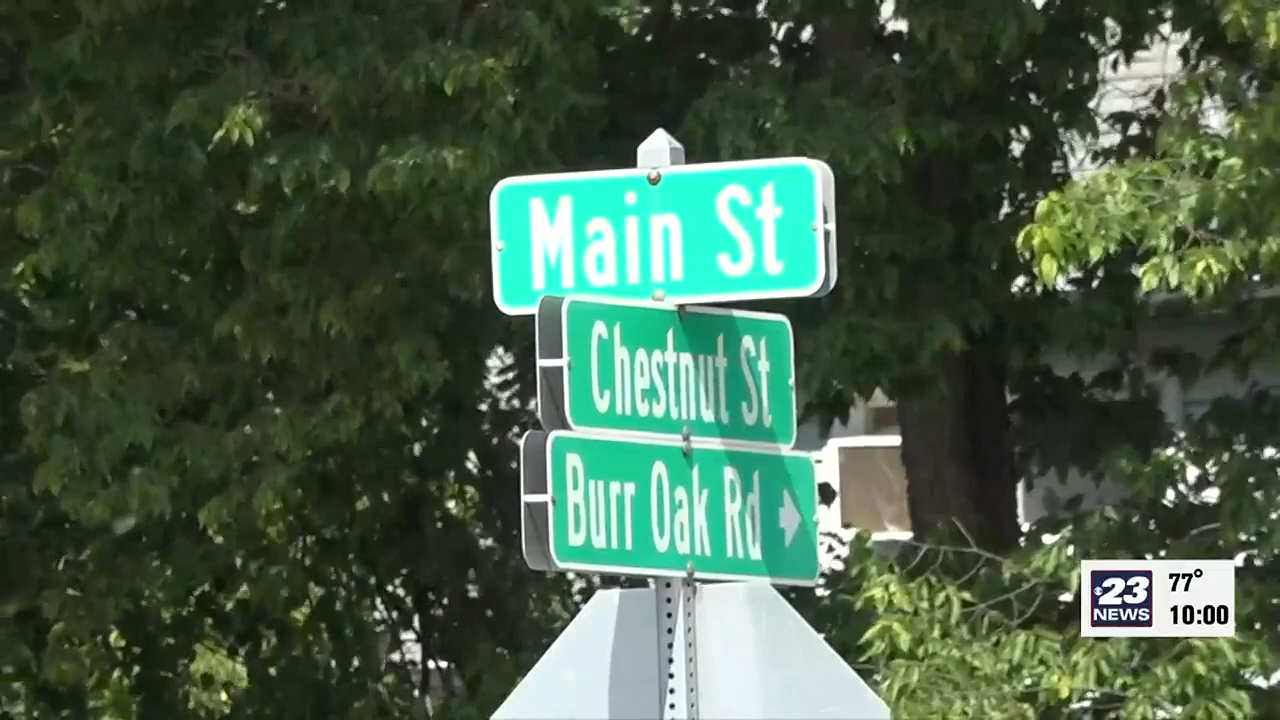 Main St
Chestnut St
Burr Oak Rd →
23 77°
NEWS 10:00